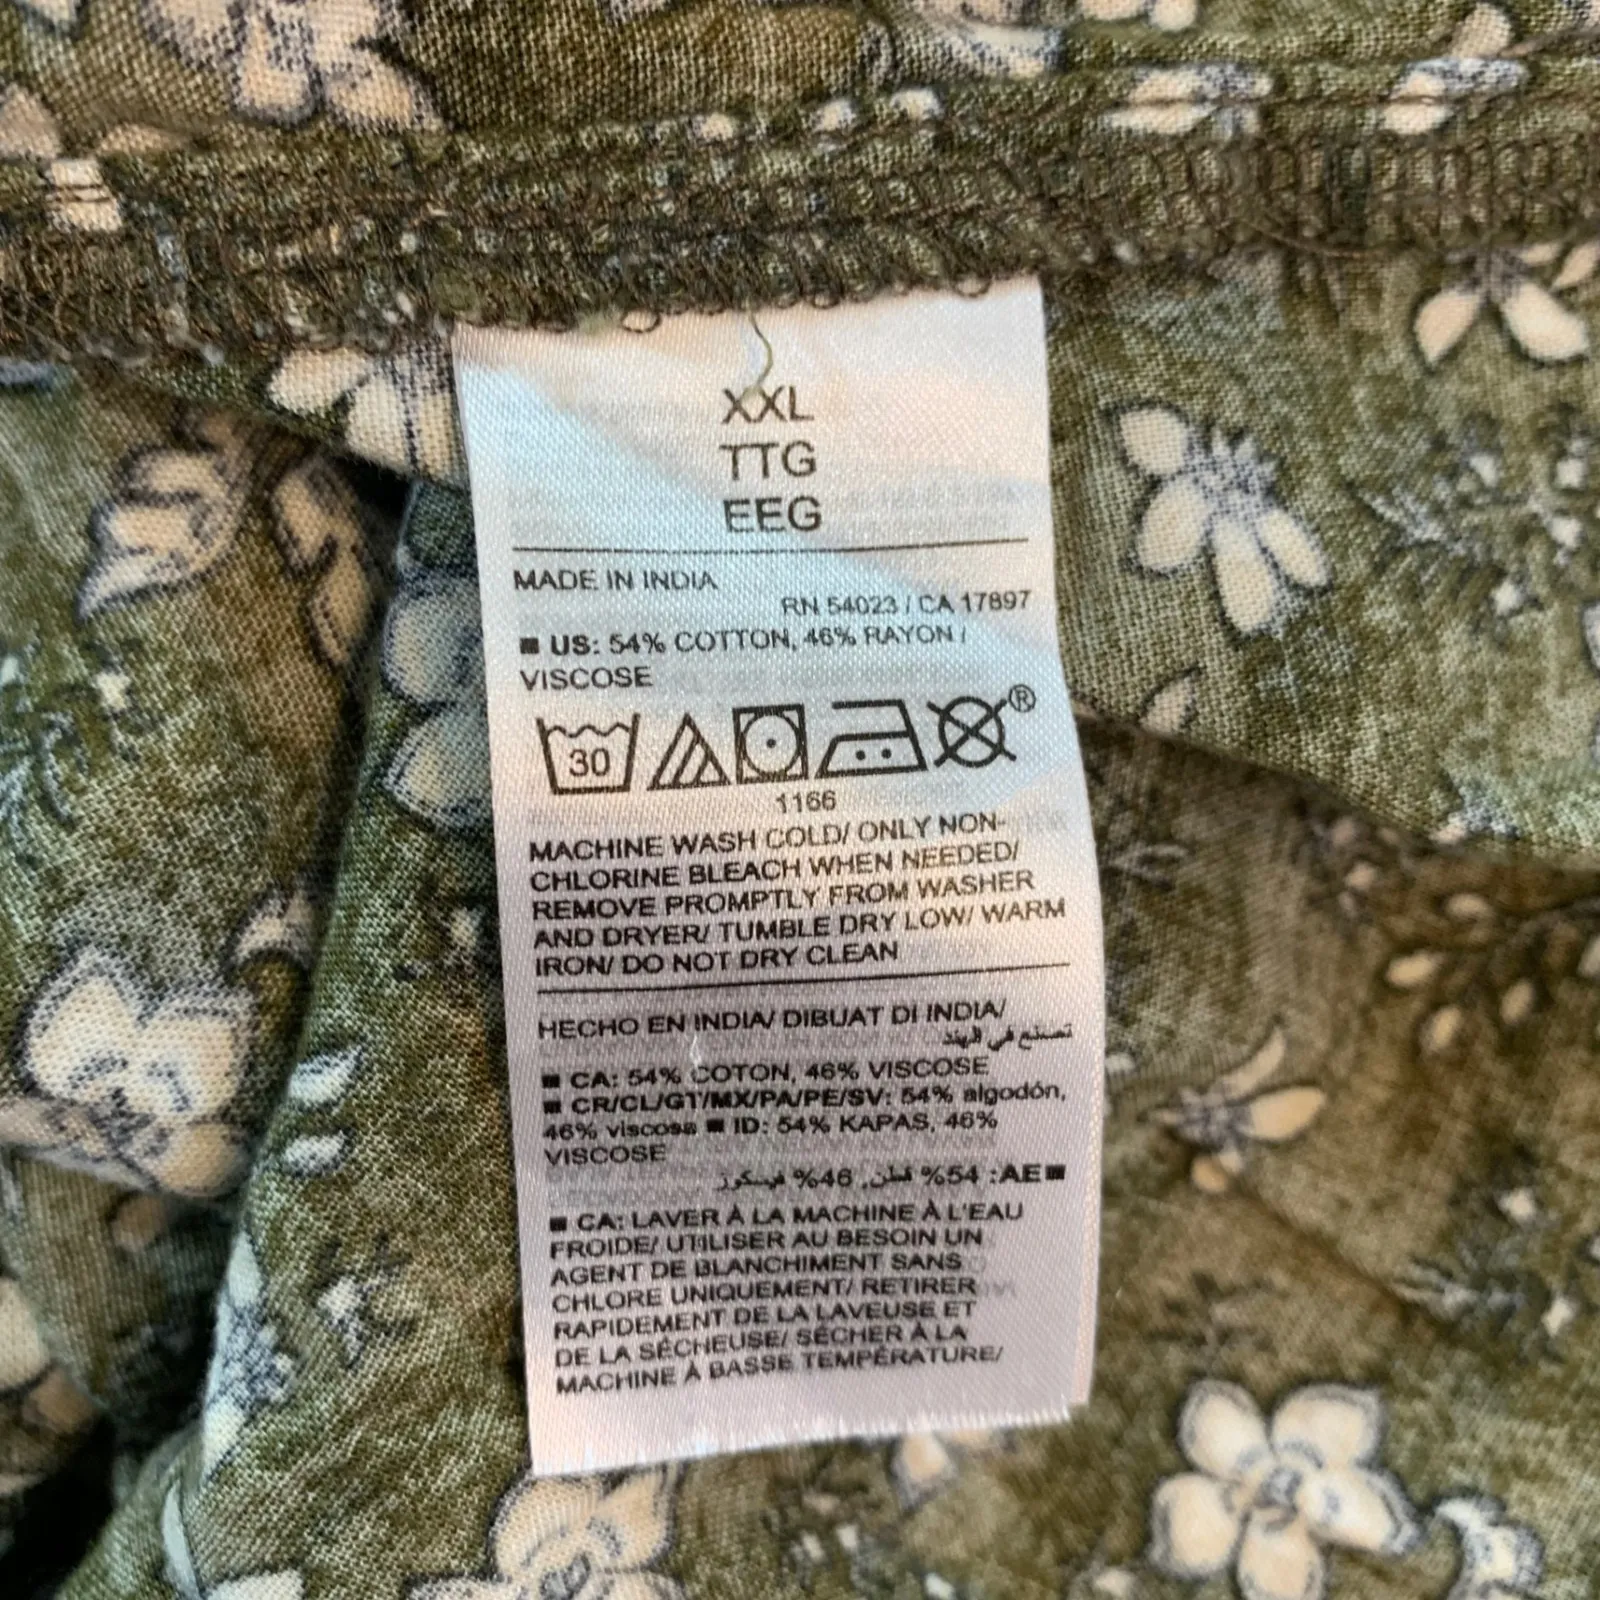 XXL
TTG
EEG
MADE IN INDIA
RN 54023 / CA 17897
■ US: 54% COTTON, 46% RAYON /
VISCOSE
30
®
1166
MACHINE WASH COLD/ ONLY NON-
CHLORINE BLEACH WHEN NEEDED/
REMOVE PROMPTLY FROM WASHER
AND DRYER/ TUMBLE DRY LOW/ WARM
IRON/ DO NOT DRY CLEAN
HECHO EN INDIA/ DIBUAT DI INDIA/
تصنع في الهند
■ CA: 54% COTON, 46% VISCOSE
■ CR/CL/GT/MX/PA/PE/SV: 54% algodón,
46% viscosa ■ ID: 54% KAPAS, 46%
VISCOSE
■AE: 54% قطن, 46% فيسكوز
■ CA: LAVER À LA MACHINE À L'EAU
FROIDE/ UTILISER AU BESOIN UN
AGENT DE BLANCHIMENT SANS
CHLORE UNIQUEMENT/ RETIRER
RAPIDEMENT DE LA LAVEUSE ET
DE LA SÉCHEUSE/ SÉCHER À LA
MACHINE À BASSE TEMPÉRATURE/